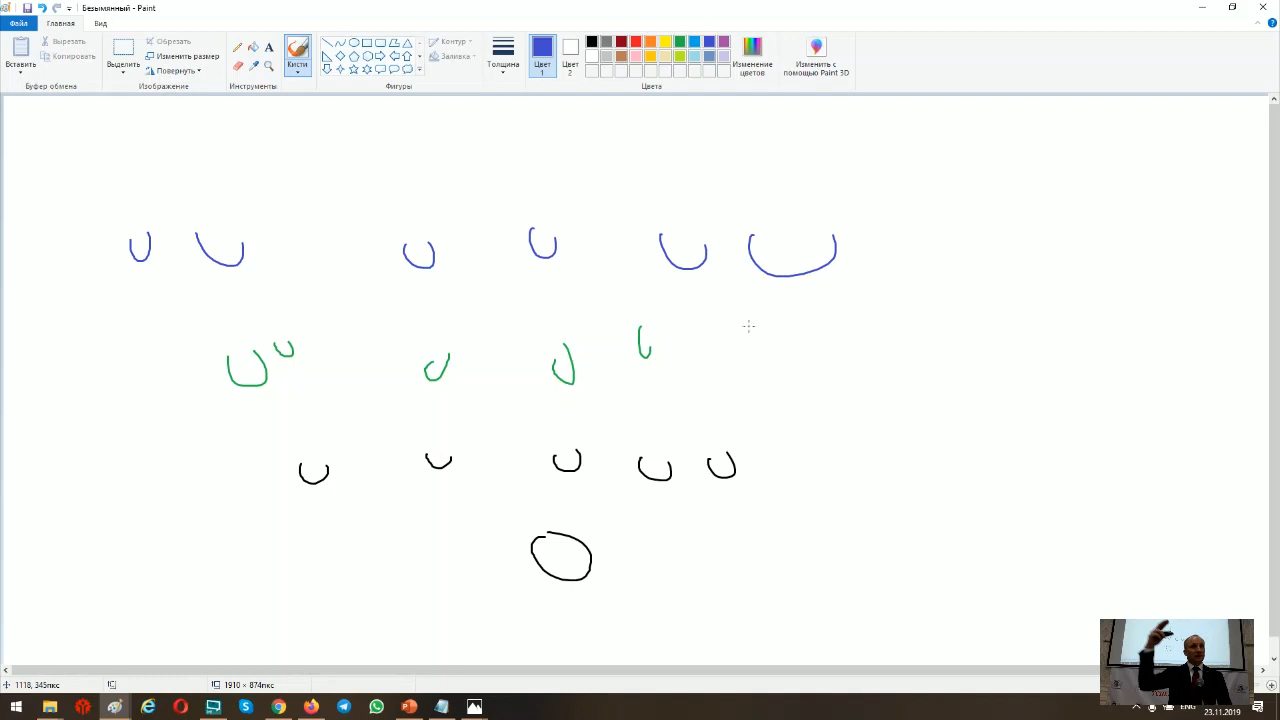 Безымянный - Paint
Файл Главная Вид
Вставить Вырезать Копировать Выделить Обрезать Изменить размер Повернуть Кисти Контур Заливка Толщина Цвет 1 Цвет 2 Изменение цветов Изменить с помощью Paint 3D
Буфер обмена Изображение Инструменты Фигуры Цвета
1118, 345пкс 1910 × 874пкс
ENG
23.11.2019